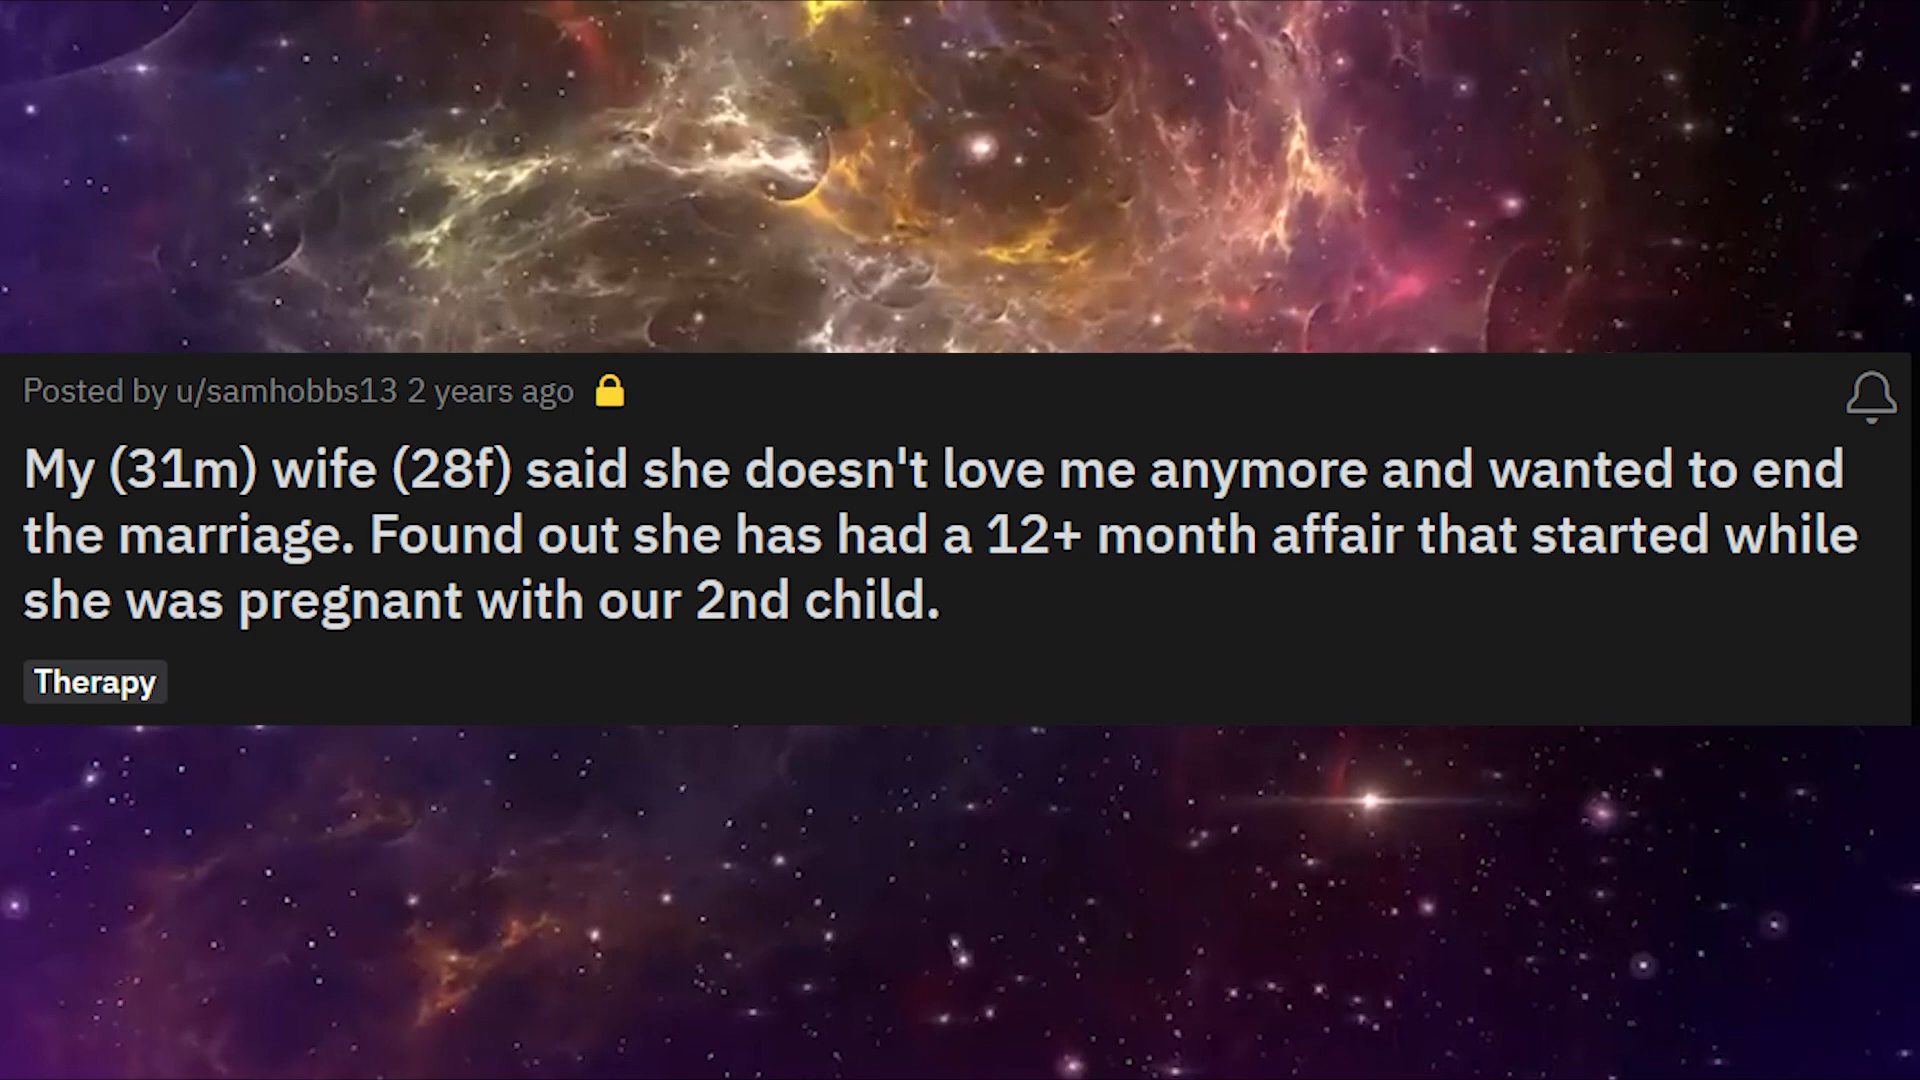 Posted by u/samhobbs13 2 years ago
My (31m) wife (28f) said she doesn't love me anymore and wanted to end
the marriage. Found out she has had a 12+ month affair that started while
she was pregnant with our 2nd child.
Therapy